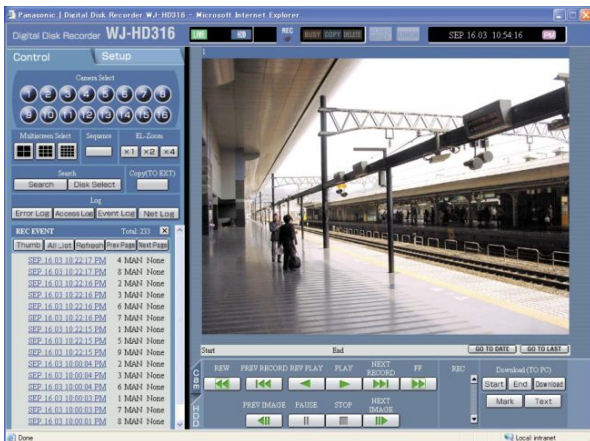 Panasonic | Digital Disk Recorder WJ-HD316 - Microsoft Internet Explorer
Digital Disk Recorder WJ-HD316
LIVE HDD REC BUSY COPY DELETE SEP 16.03 10:54:16 PM
Control Setup
1
Camera Select
1 2 3 4 5 6 7 8
9 10 11 12 13 14 15 16
Multiscreen Select Sequence EL-Zoom
×1 ×2 ×4
Search Copy(TO EXT)
Search Disk Select
Log
Error Log Access Log Event Log Net Log
REC EVENT Total: 233 X
Thumb All List Refresh Prev Page Next Page
SEP 16.03 10:22:17 PM 4 MAN None
SEP 16.03 10:22:17 PM 8 MAN None
SEP 16.03 10:22:16 PM 2 MAN None
SEP 16.03 10:22:16 PM 3 MAN None
SEP 16.03 10:22:16 PM 6 MAN None
SEP 16.03 10:22:16 PM 7 MAN None
SEP 16.03 10:22:15 PM 1 MAN None
SEP 16.03 10:22:15 PM 5 MAN None
SEP 16.03 10:22:15 PM 9 MAN None
SEP 16.03 10:00:04 PM 2 MAN None
SEP 16.03 10:00:04 PM 3 MAN None
SEP 16.03 10:00:04 PM 6 MAN None
SEP 16.03 10:00:03 PM 1 MAN None
SEP 16.03 10:00:03 PM 7 MAN None
SEP 16.03 10:00:01 PM 8 MAN None
Start End GO TO DATE GO TO LAST
REW PREV RECORD REV PLAY PLAY NEXT RECORD FF REC Download (TO PC)
Start End Download
PREV IMAGE PAUSE STOP NEXT IMAGE
Mark Text
HDD
Done Local intranet